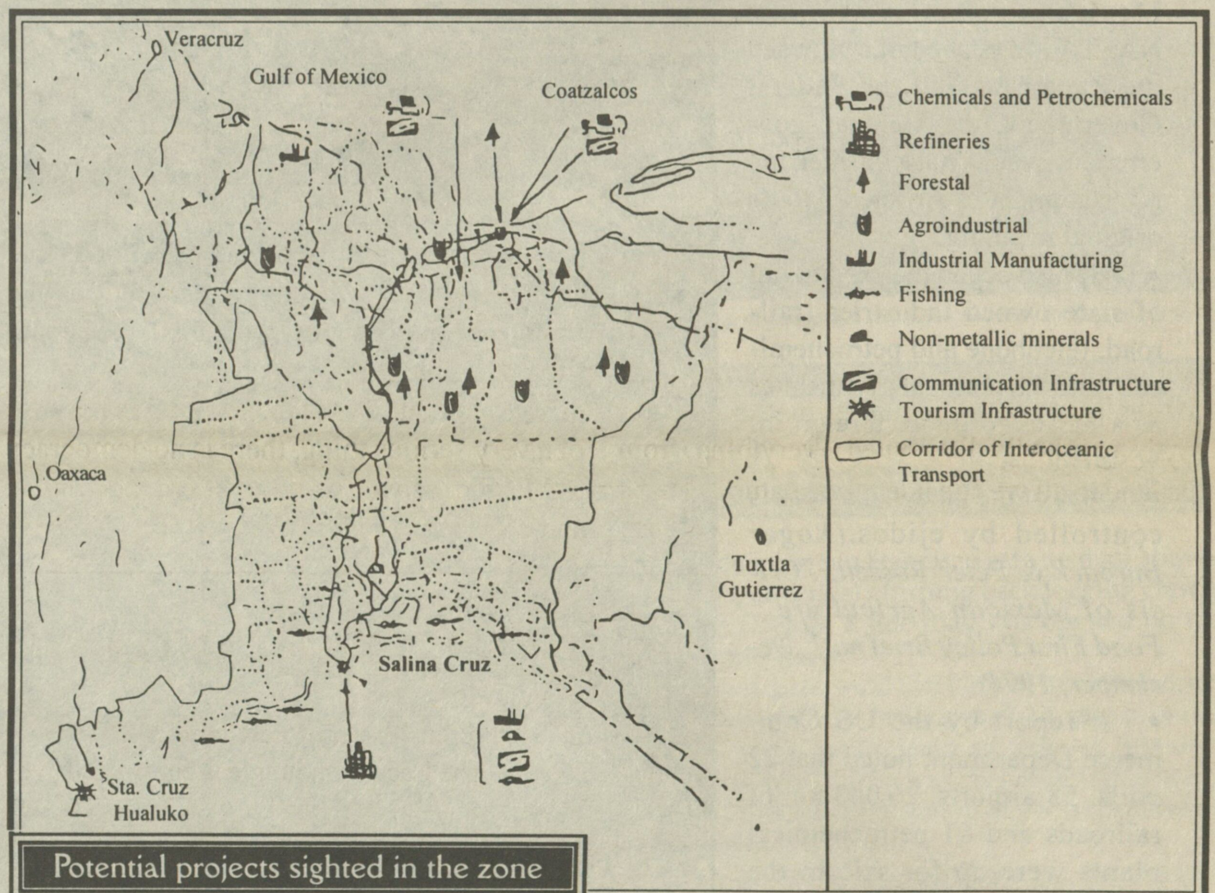 Veracruz
Gulf of Mexico
Coatzalcos
Oaxaca
Tuxtla
Gutierrez
Salina Cruz
Sta. Cruz
Hualuko
Chemicals and Petrochemicals
Refineries
Forestal
Agroindustrial
Industrial Manufacturing
Fishing
Non-metallic minerals
Communication Infrastructure
Tourism Infrastructure
Corridor of Interoceanic
Transport
Potential projects sighted in the zone